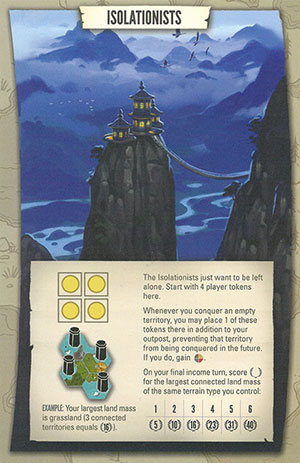 ISOLATIONISTS
The Isolationists just want to be left
alone. Start with 4 player tokens
here.
Whenever you conquer an empty
territory, you may place 1 of these
tokens there in addition to your
outpost, preventing that territory
from being conquered in the future.
If you do, gain
On your final income turn, score
for the largest connected land mass
of the same terrain type you control:
EXAMPLE: Your largest land mass
is grassland (3 connected
territories equals 16).
1 2 3 4 5 6
5 10 16 23 31 40